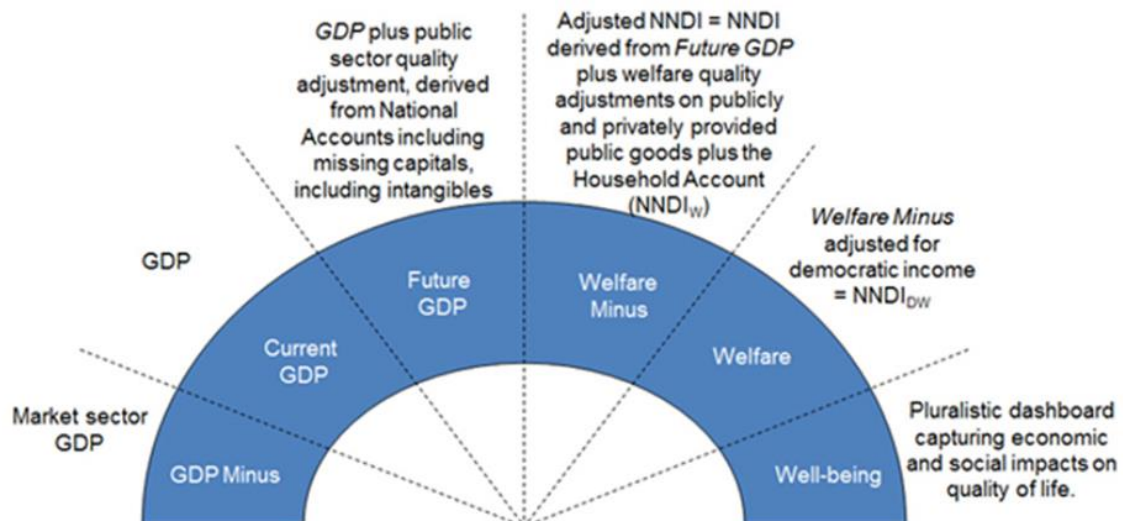 GDP plus public
sector quality
adjustment, derived
from National
Accounts including
missing capitals,
including intangibles
Adjusted NNDI = NNDI
derived from Future GDP
plus welfare quality
adjustments on publicly
and privately provided
public goods plus the
Household Account
(NNDIW)
GDP
Welfare Minus
adjusted for
democratic income
= NNDIDW
Market sector
GDP
Pluralistic dashboard
capturing economic
and social impacts on
quality of life.
GDP Minus
Current
GDP
Future
GDP
Welfare
Minus
Welfare
Well-being